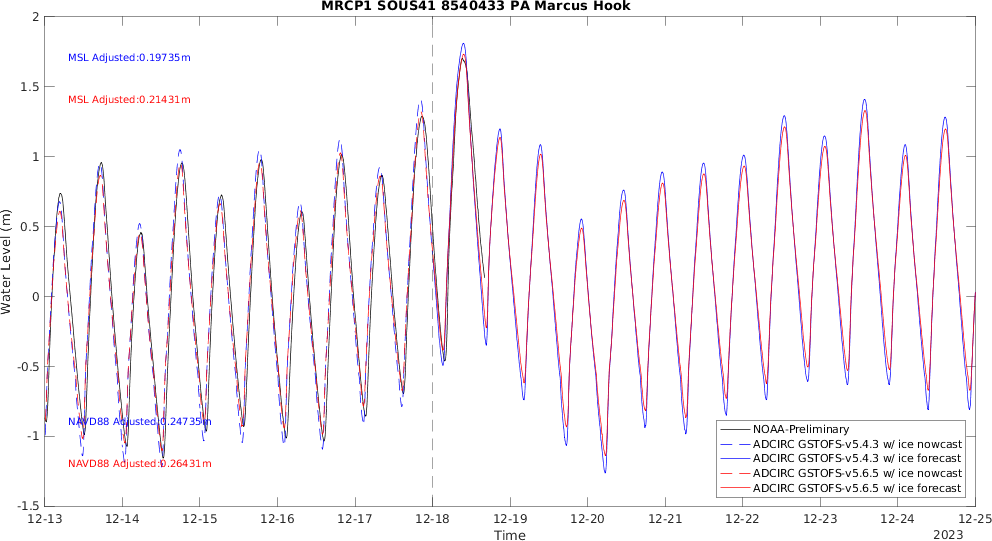 MRCP1 SOUS41 8540433 PA Marcus Hook
2
1.5
1
0.5
0
-0.5
-1
-1.5
Water Level (m)
MSL Adjusted:0.19735m
MSL Adjusted:0.21431m
NAVD88 Adjusted:0.24735m
NAVD88 Adjusted:0.26431m
NOAA-Preliminary
ADCIRC GSTOFS-v5.4.3 w/ ice nowcast
ADCIRC GSTOFS-v5.4.3 w/ ice forecast
ADCIRC GSTOFS-v5.6.5 w/ ice nowcast
ADCIRC GSTOFS-v5.6.5 w/ ice forecast
12-13 12-14 12-15 12-16 12-17 12-18 12-19 12-20 12-21 12-22 12-23 12-24 12-25
Time
2023